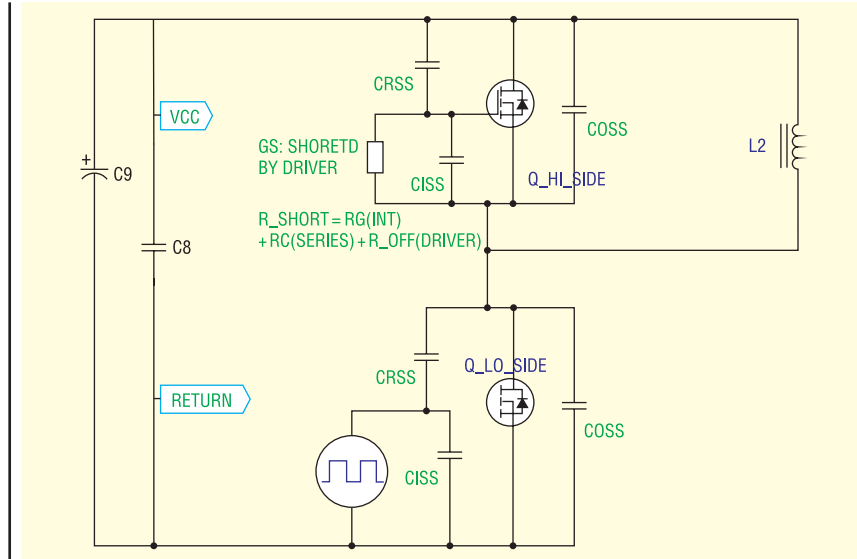 CRSS
VCC
COSS
GS: SHORETD
BY DRIVER
L2
+
C9
CISS
Q_HI_SIDE
R_SHORT = RG(INT)
+ RC(SERIES) + R_OFF(DRIVER)
C8
Q_LO_SIDE
CRSS
RETURN
COSS
CISS